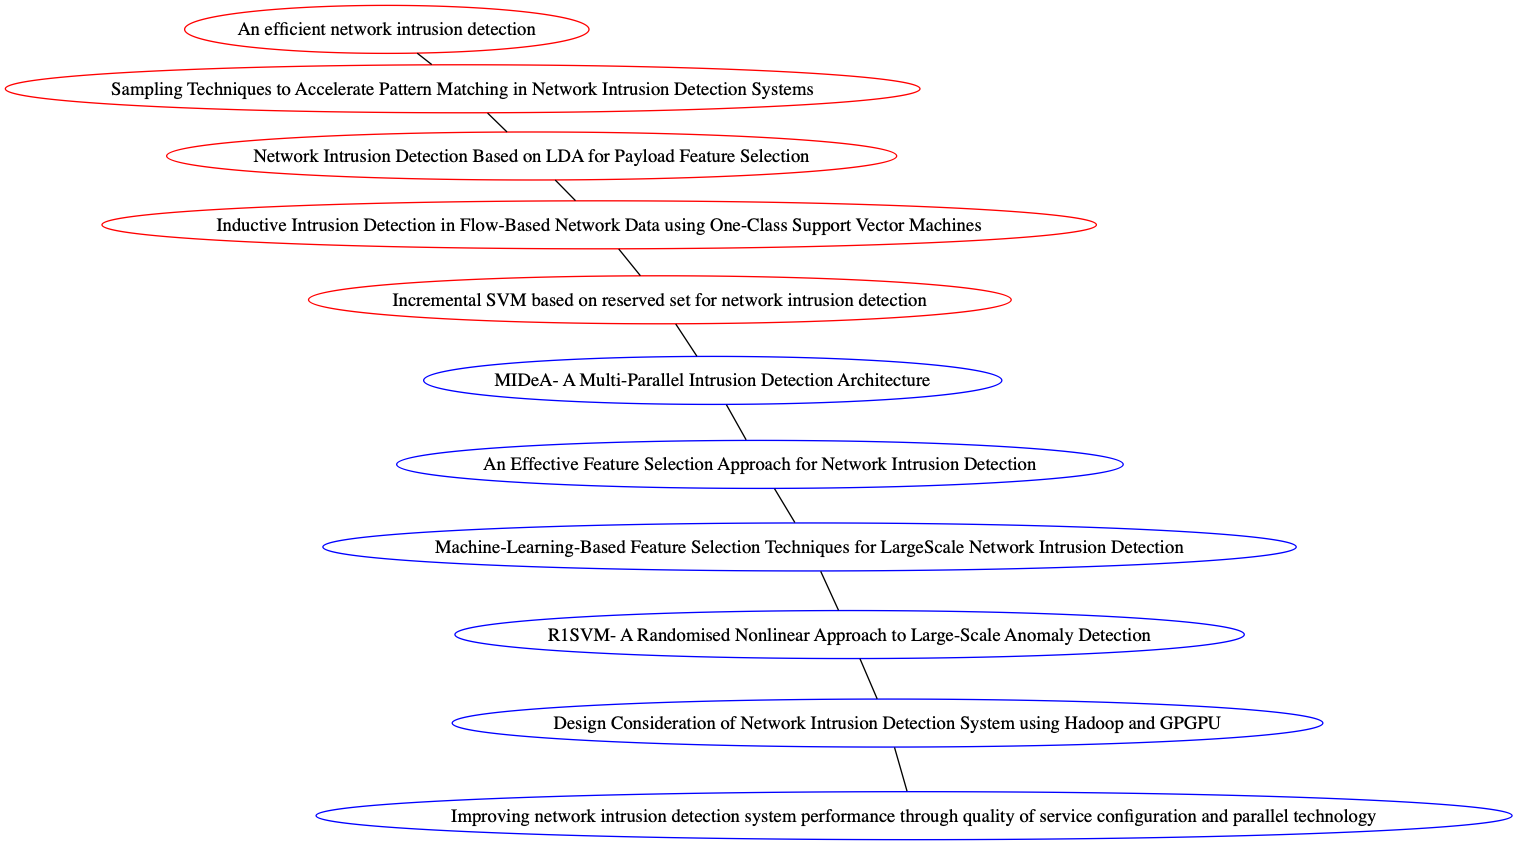 An efficient network intrusion detection
Sampling Techniques to Accelerate Pattern Matching in Network Intrusion Detection Systems
Network Intrusion Detection Based on LDA for Payload Feature Selection
Inductive Intrusion Detection in Flow-Based Network Data using One-Class Support Vector Machines
Incremental SVM based on reserved set for network intrusion detection
MIDeA- A Multi-Parallel Intrusion Detection Architecture
An Effective Feature Selection Approach for Network Intrusion Detection
Machine-Learning-Based Feature Selection Techniques for LargeScale Network Intrusion Detection
R1SVM- A Randomised Nonlinear Approach to Large-Scale Anomaly Detection
Design Consideration of Network Intrusion Detection System using Hadoop and GPGPU
Improving network intrusion detection system performance through quality of service configuration and parallel technology